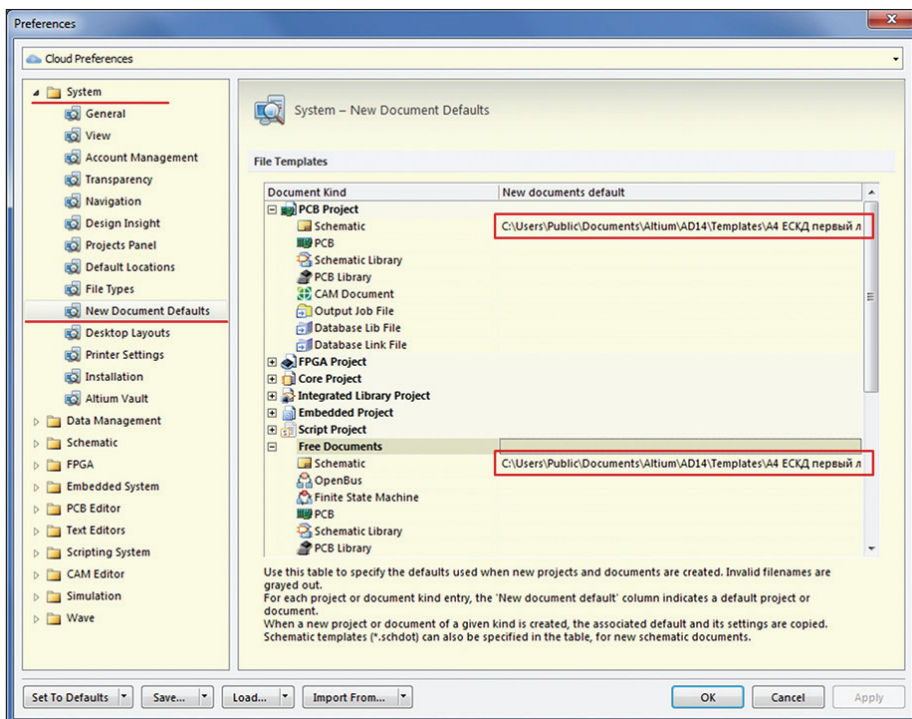 Preferences
Cloud Preferences
System
General
View
Account Management
Transparency
Navigation
Design Insight
Projects Panel
Default Locations
File Types
New Document Defaults
Desktop Layouts
Printer Settings
Installation
Altium Vault
Data Management
Schematic
FPGA
Embedded System
PCB Editor
Text Editors
Scripting System
CAM Editor
Simulation
Wave
System – New Document Defaults
File Templates
Document Kind New documents default
PCB Project
Schematic C:\Users\Public\Documents\Altium\AD14\Templates\A4 ЕСКД первый л
PCB
Schematic Library
PCB Library
CAM Document
Output Job File
Database Lib File
Database Link File
FPGA Project
Core Project
Integrated Library Project
Embedded Project
Script Project
Free Documents
Schematic C:\Users\Public\Documents\Altium\AD14\Templates\A4 ЕСКД первый л
OpenBus
Finite State Machine
PCB
Schematic Library
PCB Library
Use this table to specify the defaults used when new projects and documents are created. Invalid filenames are
grayed out.
For each project or document kind entry, the 'New document default' column indicates a default project or
document.
When a new project or document of a given kind is created, the associated default and its settings are copied.
Schematic templates (*.schdot) can also be specified in the table, for new schematic documents.
Set To Defaults Save... Load... Import From... OK Cancel Apply